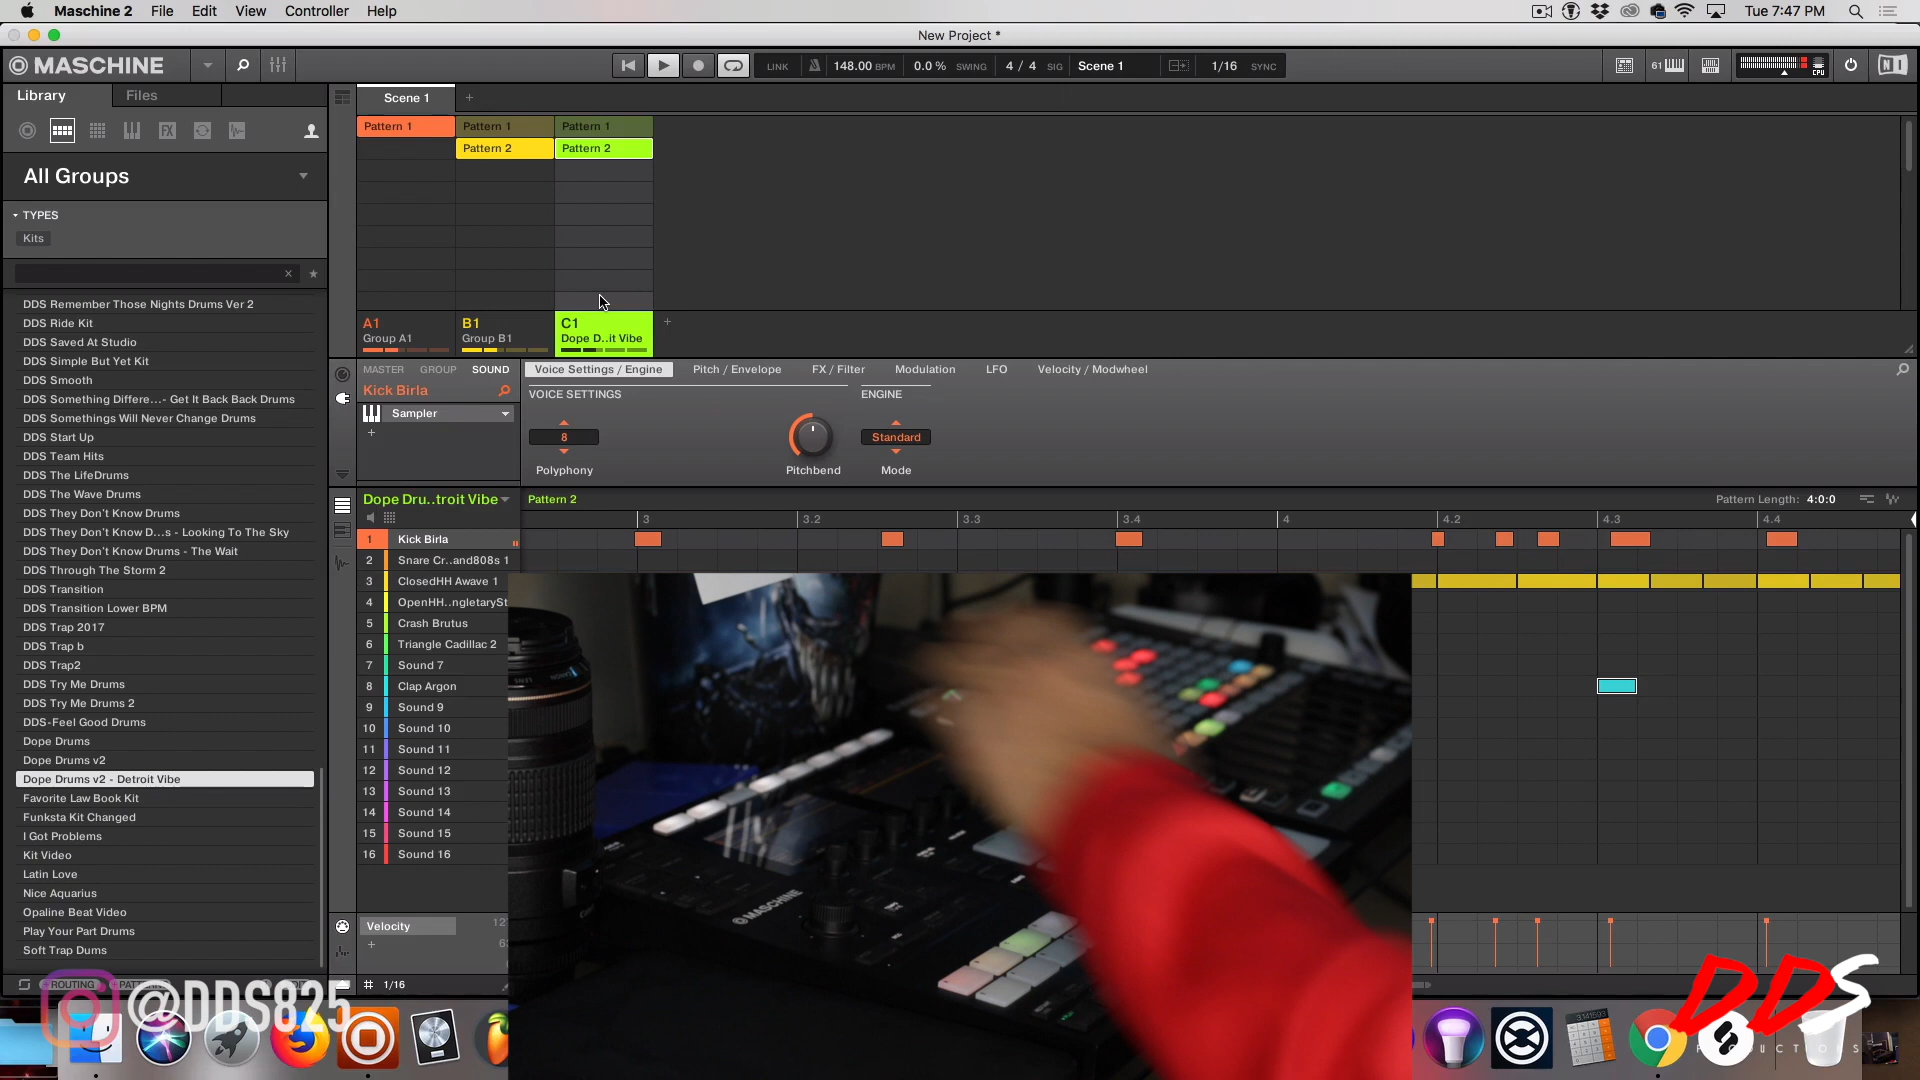 Maschine 2 File Edit View Controller Help
Tue 7:47 PM
New Project *
MASCHINE
LINK 148.00 BPM 0.0 % SWING 4 / 4 SIG Scene 1 1/16 SYNC
61
CPU
Library Files
Scene 1 +
Pattern 1 Pattern 1 Pattern 1
Pattern 2 Pattern 2
All Groups
TYPES
Kits
DDS Remember Those Nights Drums Ver 2
DDS Ride Kit
DDS Saved At Studio
DDS Simple But Yet Kit
DDS Smooth
DDS Something Differe...- Get It Back Back Drums
DDS Somethings Will Never Change Drums
DDS Start Up
DDS Team Hits
DDS The LifeDrums
DDS The Wave Drums
DDS They Don't Know Drums
DDS They Don't Know D...s - Looking To The Sky
DDS They Don't Know Drums - The Wait
DDS Through The Storm 2
DDS Transition
DDS Transition Lower BPM
DDS Trap 2017
DDS Trap b
DDS Trap2
DDS Try Me Drums
DDS Try Me Drums 2
DDS-Feel Good Drums
Dope Drums
Dope Drums v2
Dope Drums v2 - Detroit Vibe
Favorite Law Book Kit
Funksta Kit Changed
I Got Problems
Kit Video
Latin Love
Nice Aquarius
Opaline Beat Video
Play Your Part Drums
Soft Trap Dums
A1 B1 C1 +
Group A1 Group B1 Dope D..it Vibe
MASTER GROUP SOUND
Kick Birla
Sampler
+
Voice Settings / Engine Pitch / Envelope FX / Filter Modulation LFO Velocity / Modwheel
VOICE SETTINGS ENGINE
8 Standard
Polyphony Pitchbend Mode
Dope Dru..troit Vibe Pattern 2 Pattern Length: 4:0:0
3 3.2 3.3 3.4 4 4.2 4.3 4.4
1 Kick Birla
2 Snare Cr..and808s 1
3 ClosedHH Awave 1
4 OpenHH..ngletarySt
5 Crash Brutus
6 Triangle Cadillac 2
7 Sound 7
8 Clap Argon
9 Sound 9
10 Sound 10
11 Sound 11
12 Sound 12
13 Sound 13
14 Sound 14
15 Sound 15
16 Sound 16
Velocity
+
1/16
ROUTING
@DDS825
MASCHINE
DDS
PRODUCTIONS